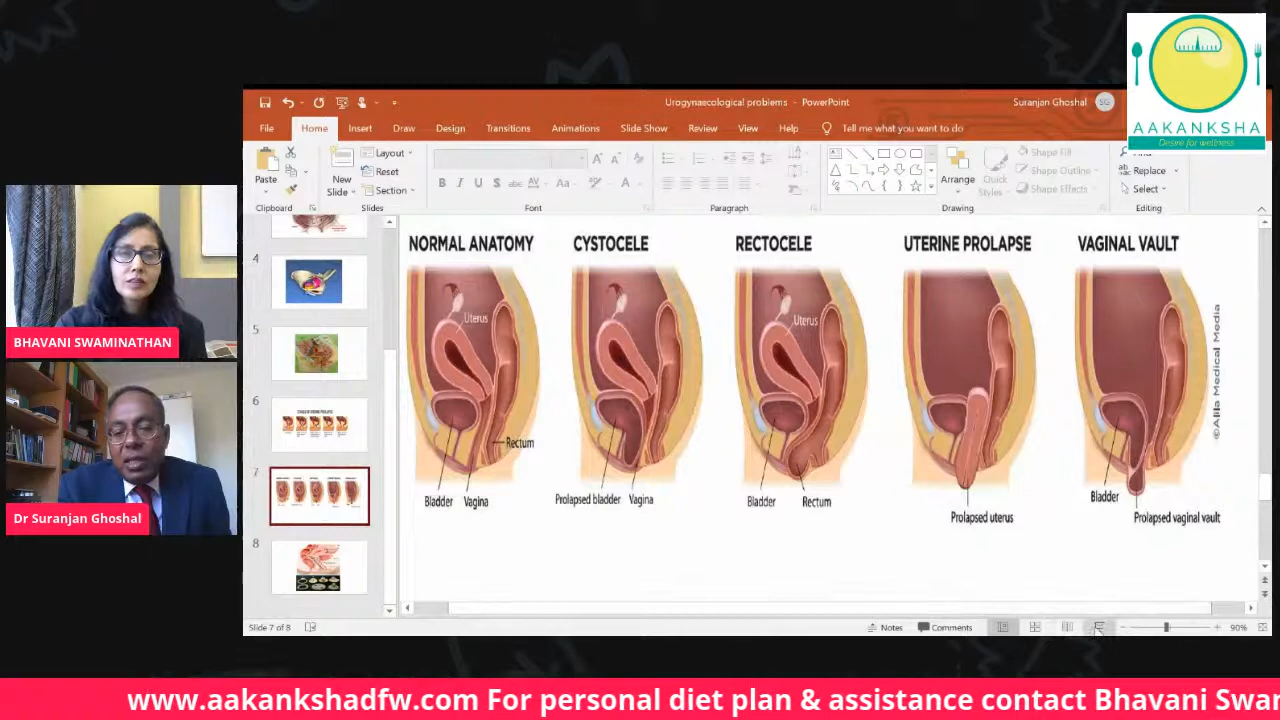 AAKANKSHA
Desire for wellness
Urogynaecological problems - PowerPoint
Suranjan Ghoshal
SG
File Home Insert Draw Design Transitions Animations Slide Show Review View Help Tell me what you want to do
Paste
Clipboard
New
Slide
Layout
Reset
Section
Slides
B I U S abc AV Aa A
Font
Paragraph
Arrange
Quick
Styles
Shape Fill
Shape Outline
Shape Effects
Drawing
Replace
Select
Editing
BHAVANI SWAMINATHAN
Dr Suranjan Ghoshal
4
5
6
7
8
NORMAL ANATOMY
Uterus
Rectum
Bladder
Vagina
CYSTOCELE
Prolapsed bladder
Vagina
RECTOCELE
Uterus
Bladder
Rectum
UTERINE PROLAPSE
Prolapsed uterus
VAGINAL VAULT
Bladder
Prolapsed vaginal vault
©Alila Medical Media
Slide 7 of 8
Notes
Comments
90%
www.aakankshadfw.com For personal diet plan & assistance contact Bhavani Swar